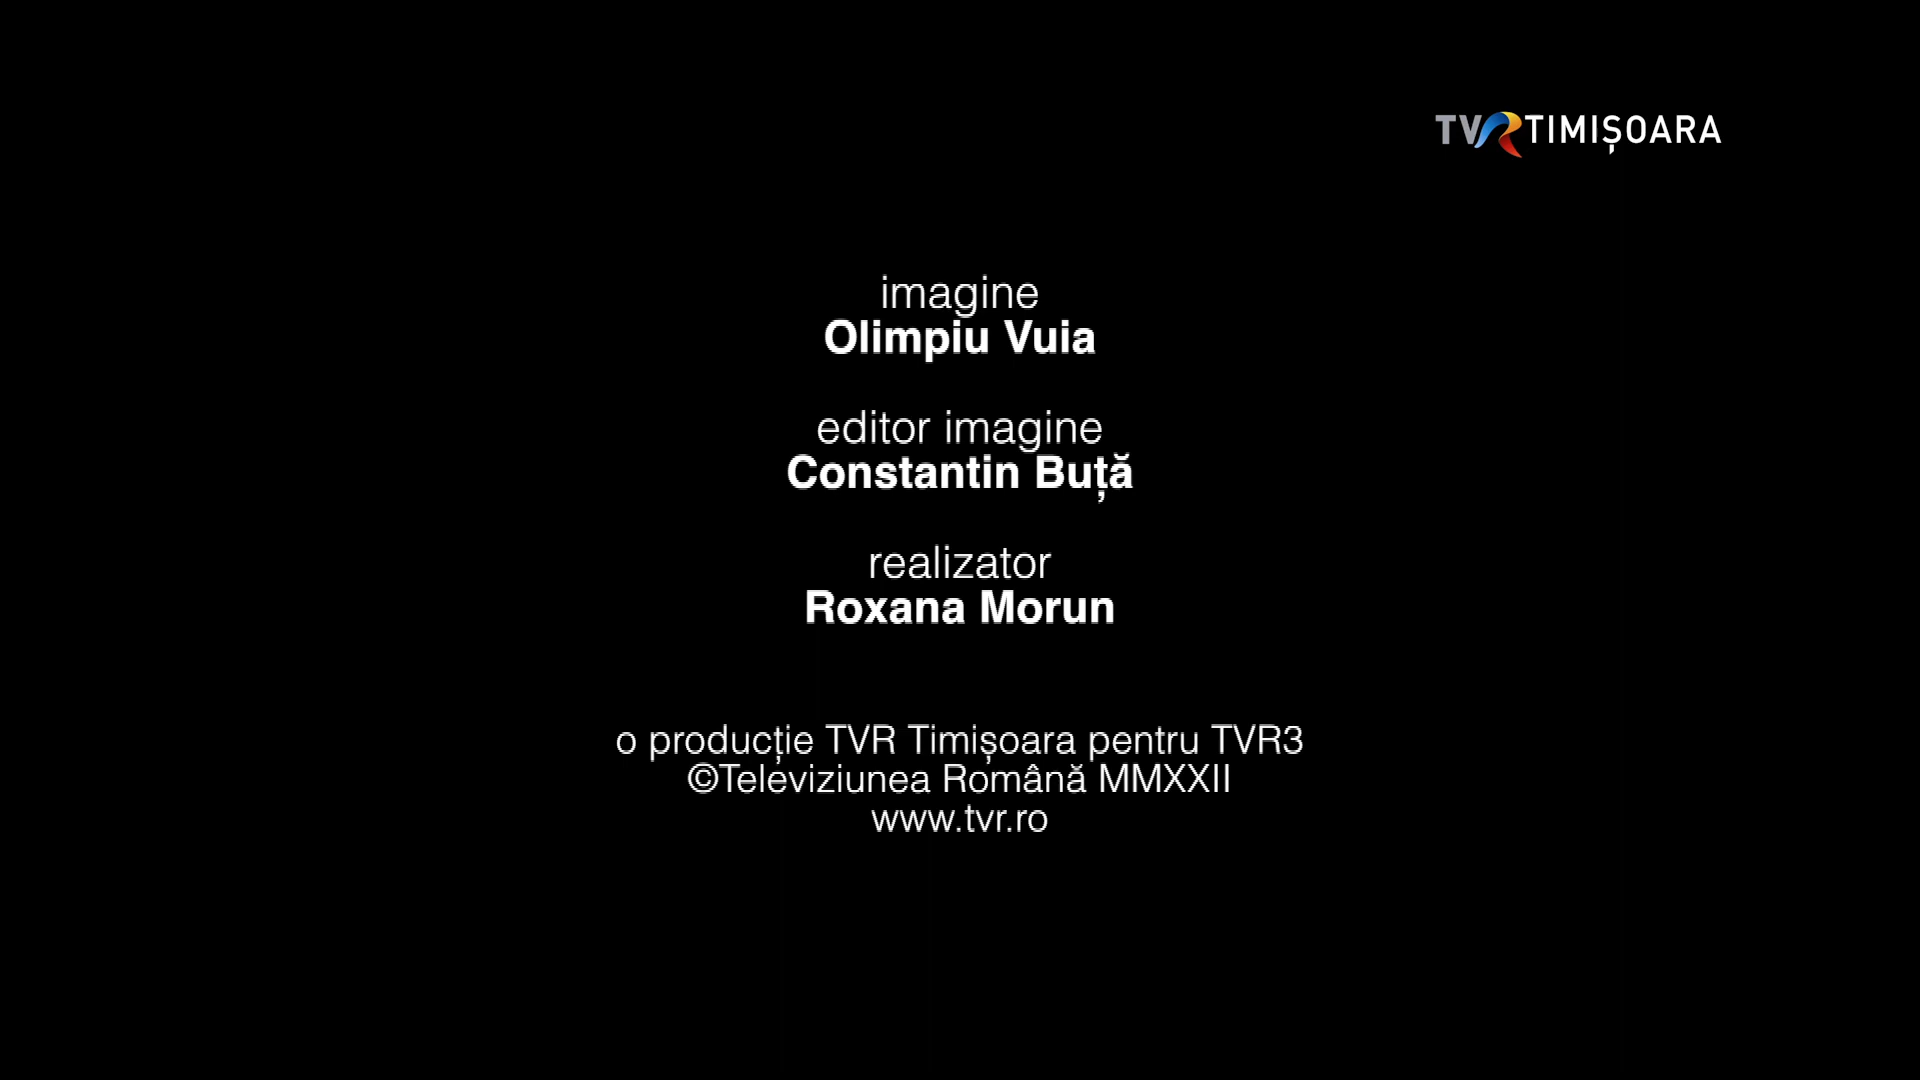 TVR TIMIȘOARA
imagine
Olimpiu Vuia
editor imagine
Constantin Buță
realizator
Roxana Morun
o producție TVR Timișoara pentru TVR3
©Televiziunea Română MMXXII
www.tvr.ro